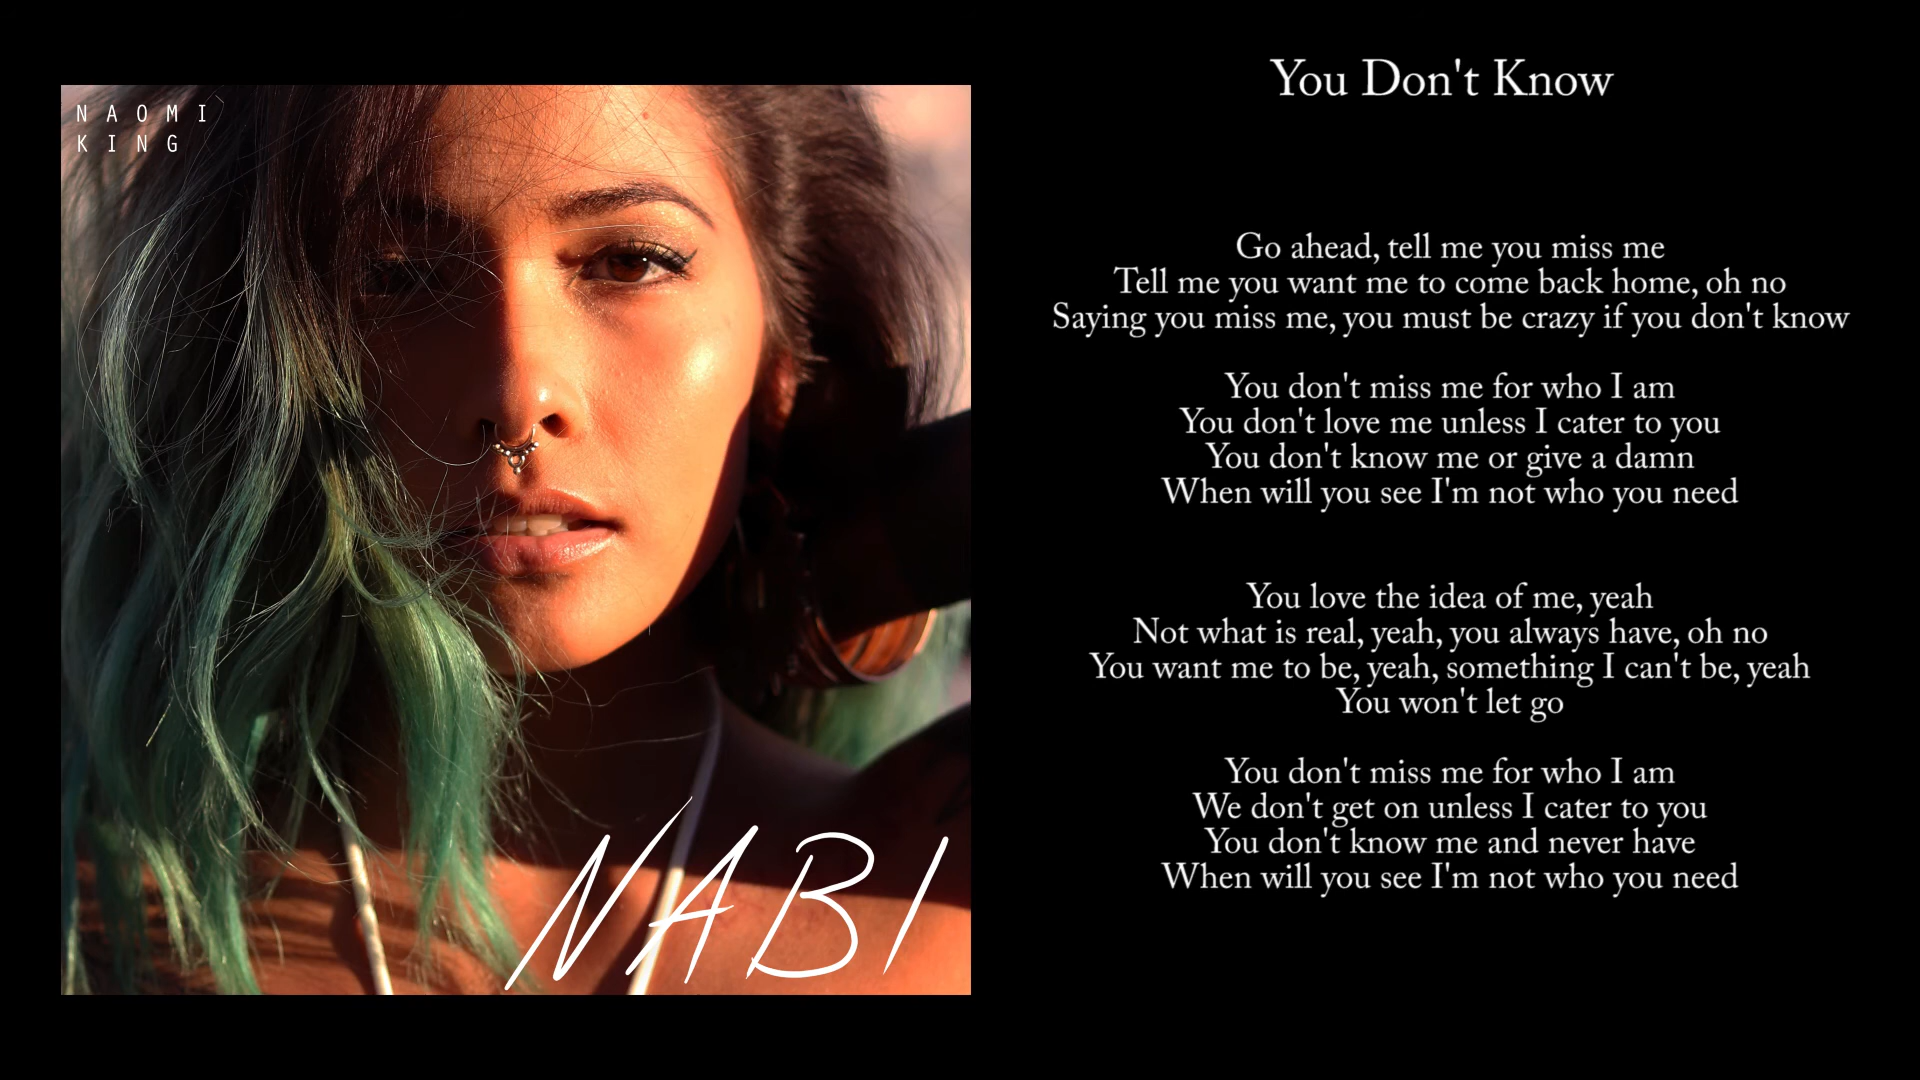 NAOMI
KING
NABI
You Don't Know
Go ahead, tell me you miss me
Tell me you want me to come back home, oh no
Saying you miss me, you must be crazy if you don't know
You don't miss me for who I am
You don't love me unless I cater to you
You don't know me or give a damn
When will you see I'm not who you need
You love the idea of me, yeah
Not what is real, yeah, you always have, oh no
You want me to be, yeah, something I can't be, yeah
You won't let go
You don't miss me for who I am
We don't get on unless I cater to you
You don't know me and never have
When will you see I'm not who you need